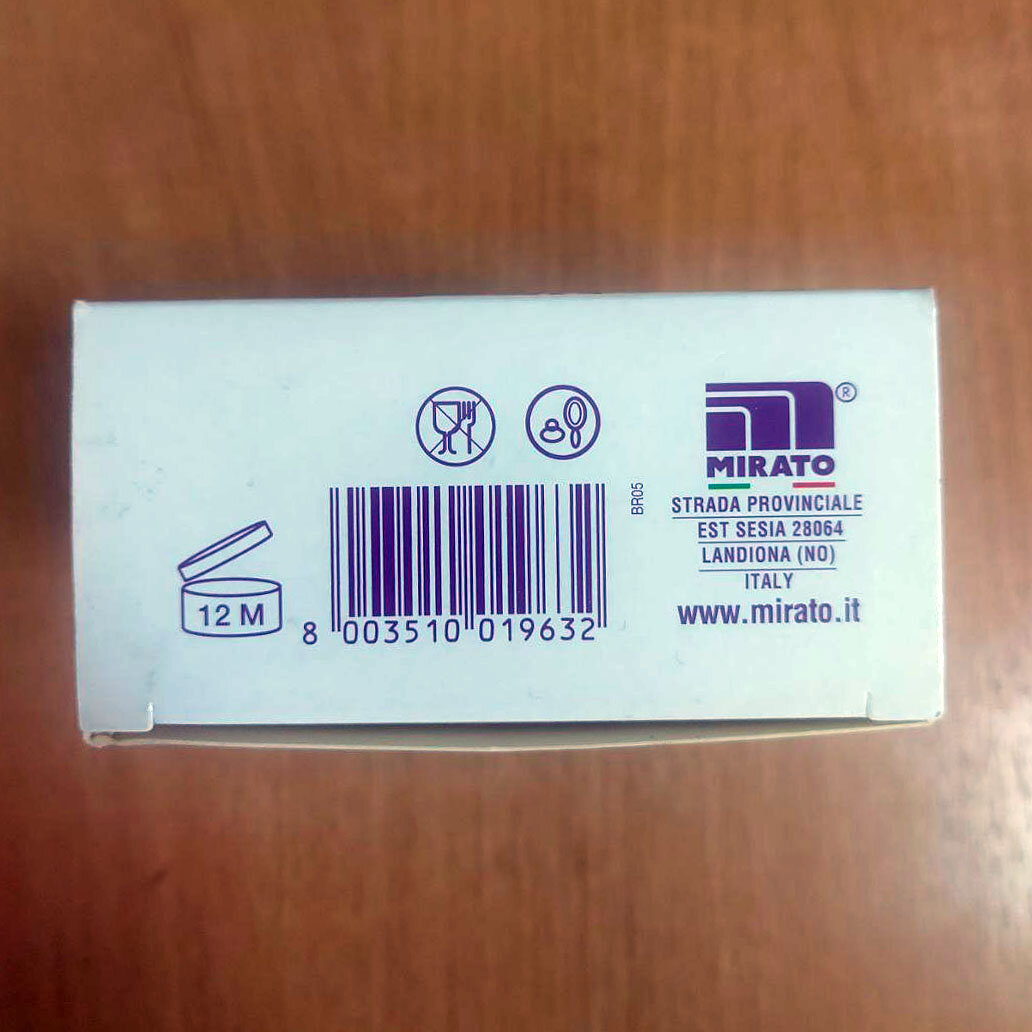 12 M
8 003510 019632
BR05
®
MIRATO
STRADA PROVINCIALE
EST SESIA 28064
LANDIONA (NO)
ITALY
www.mirato.it